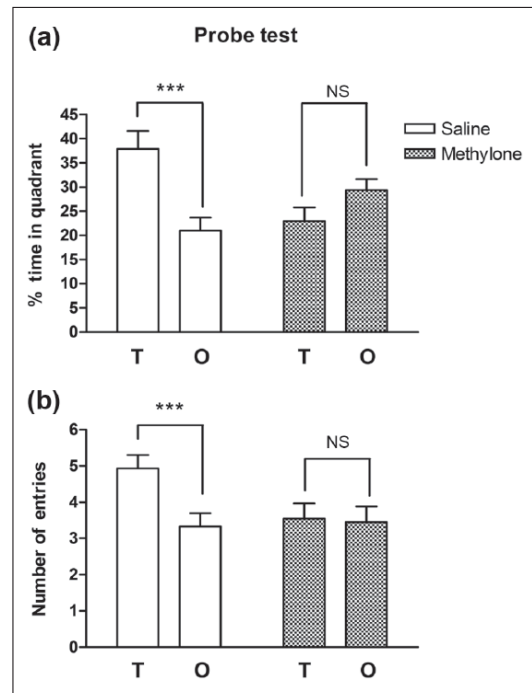 (a) Probe test
*** NS
Saline
Methylone
% time in quadrant
45
40
35
30
25
20
15
10
5
0
T O T O
(b)
*** NS
Number of entries
6
5
4
3
2
1
0
T O T O